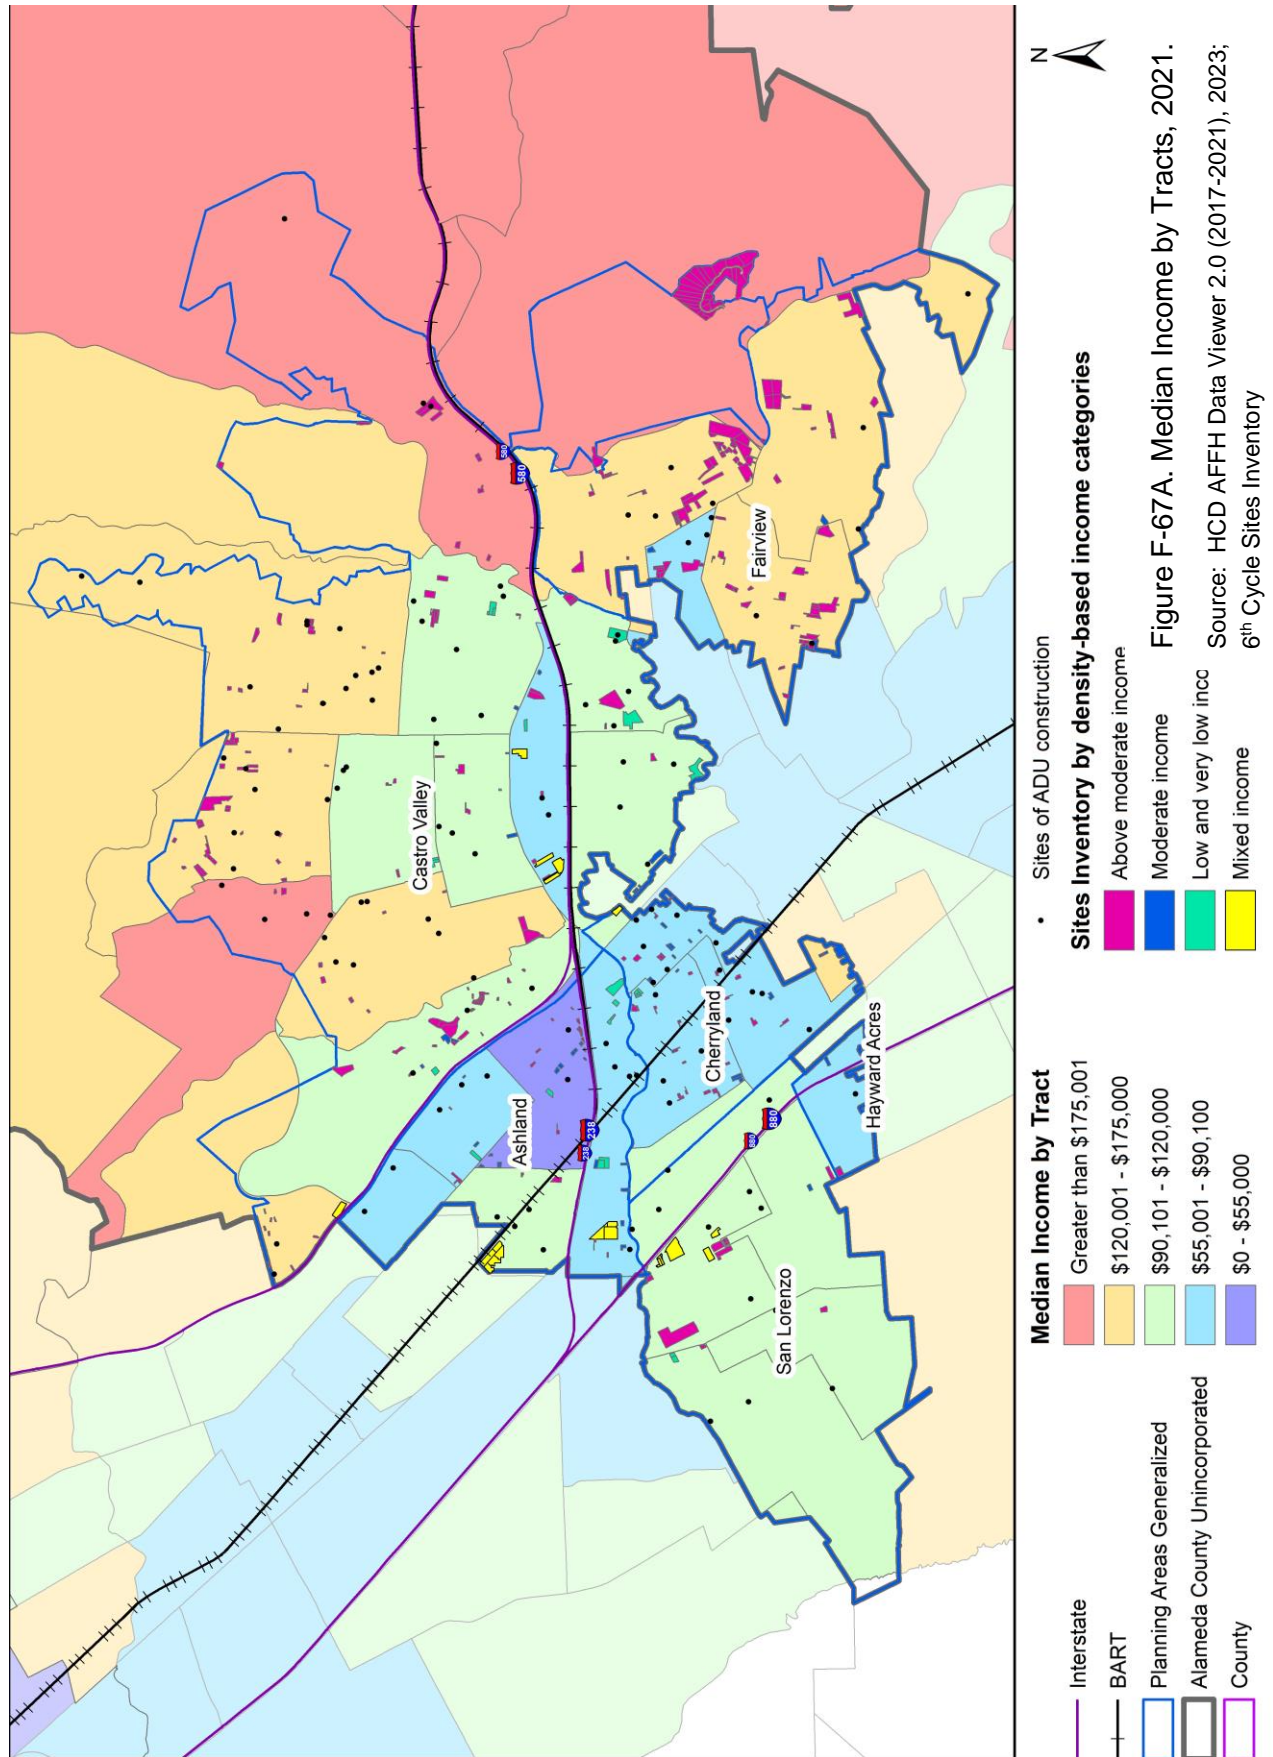 580
580
Castro Valley
Fairview
Ashland
238
238
Cherryland
Hayward Acres
880
880
San Lorenzo
N
Interstate
BART
Planning Areas Generalized
Alameda County Unincorporated
County
Median Income by Tract
Greater than $175,001
$120,001 - $175,000
$90,101 - $120,000
$55,001 - $90,100
$0 - $55,000
Sites of ADU construction
Sites Inventory by density-based income categories
Above moderate income
Moderate income
Low and very low incc
Mixed income
Figure F-67A. Median Income by Tracts, 2021.
Source: HCD AFFH Data Viewer 2.0 (2017-2021), 2023;
6th Cycle Sites Inventory